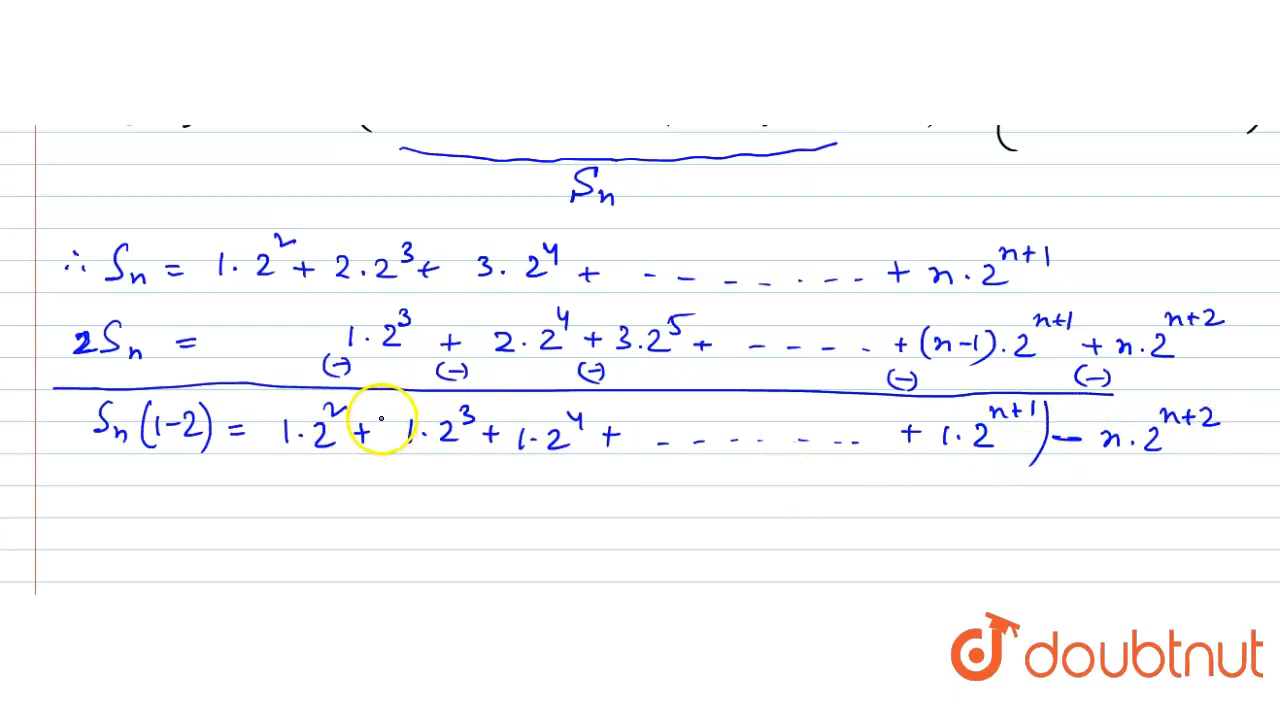 Sn
∴ Sn = 1·2^2 + 2·2^3 + 3·2^4 + - - - - - - - - + n·2^{n+1}
2Sn = 1·2^3 + 2·2^4 + 3·2^5 + - - - - - + (n-1)·2^{n+1} + n·2^{n+2}
(-) (-) (-) (-) (-)
Sn(1-2) = 1·2^2 + 1·2^3 + 1·2^4 + - - - - - - - - + 1·2^{n+1}) - n·2^{n+2}
doubtnut